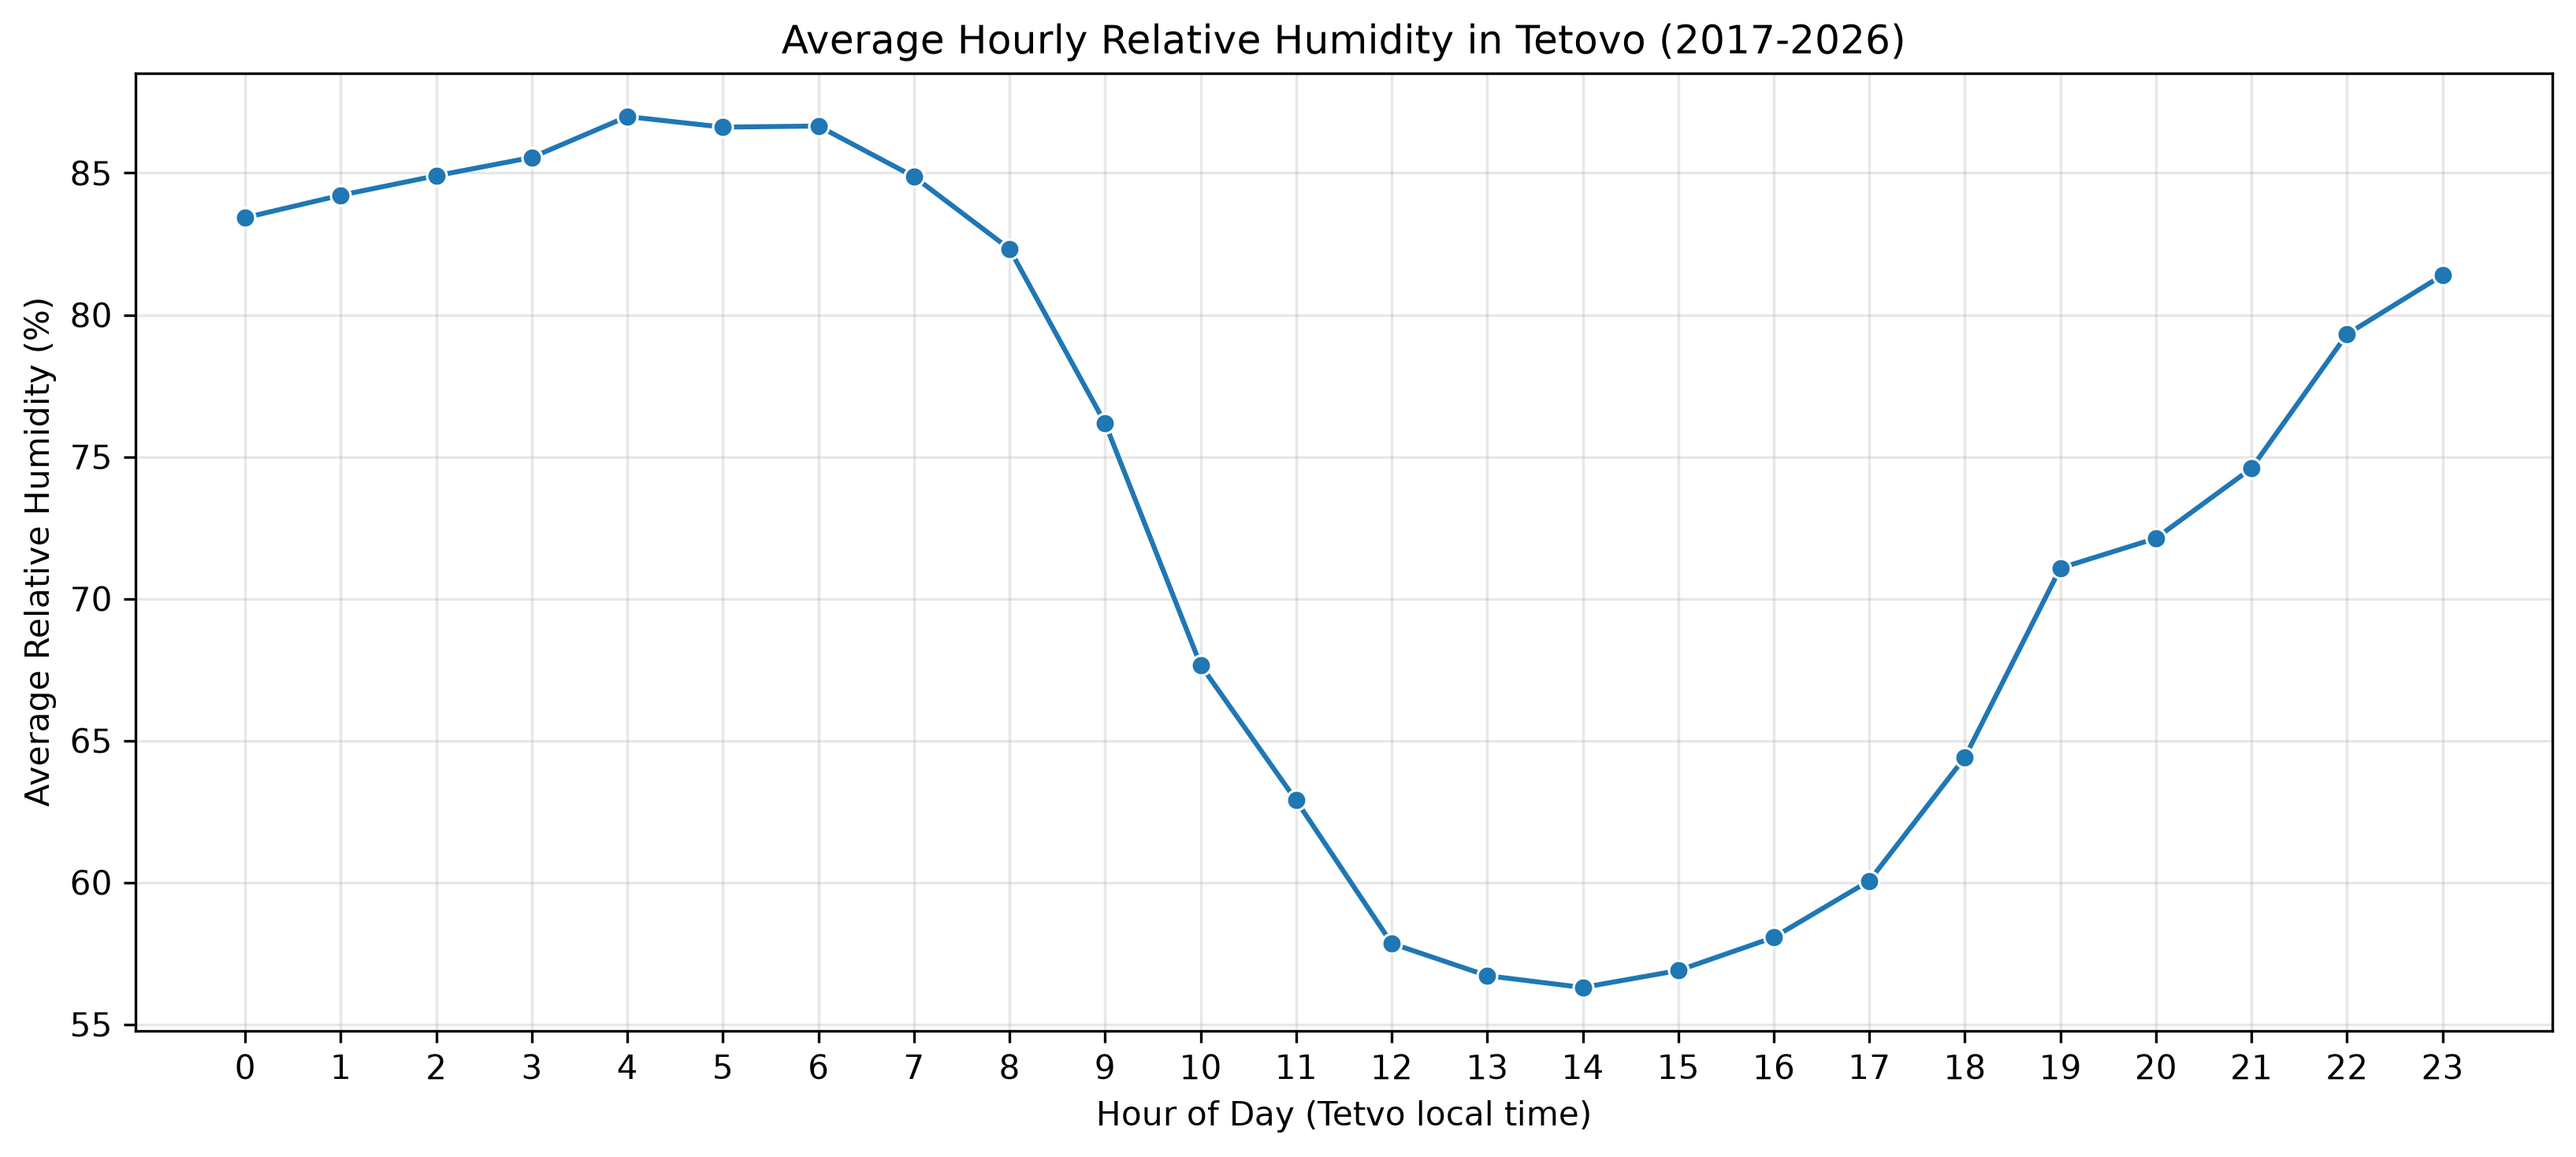 Average Hourly Relative Humidity in Tetovo (2017-2026)
Average Relative Humidity (%)
85
80
75
70
65
60
55
0 1 2 3 4 5 6 7 8 9 10 11 12 13 14 15 16 17 18 19 20 21 22 23
Hour of Day (Tetvo local time)